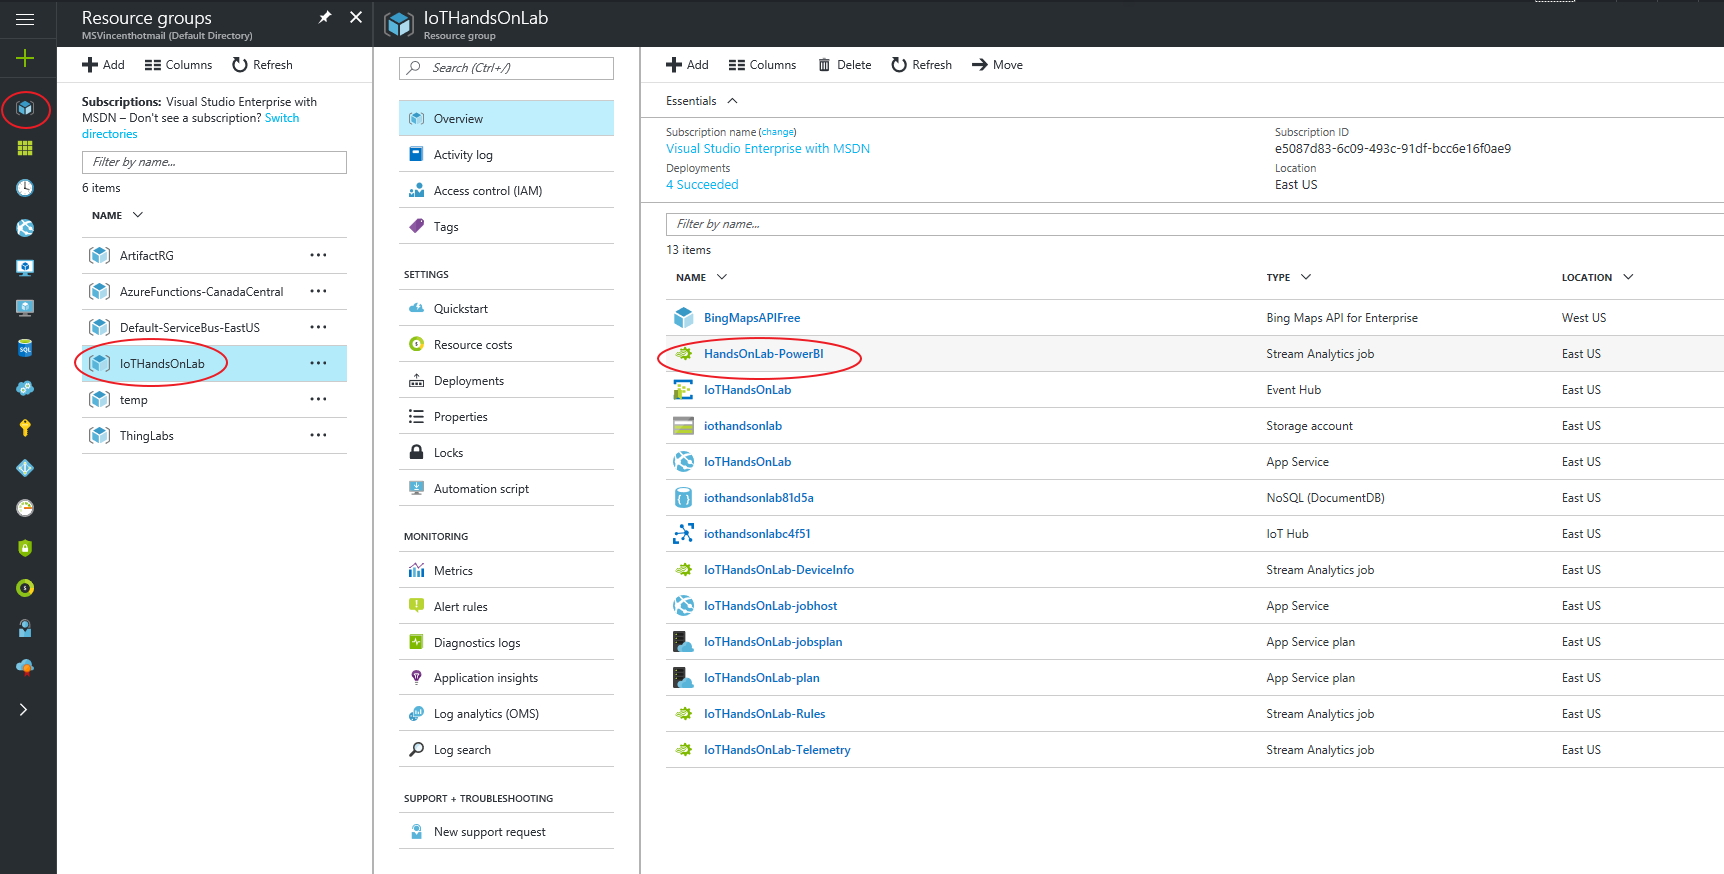 Resource groups
MSVincenthotmail (Default Directory)
Add
Columns
Refresh
Subscriptions: Visual Studio Enterprise with
MSDN – Don't see a subscription? Switch
directories
Filter by name...
6 items
NAME
ArtifactRG
AzureFunctions-CanadaCentral
Default-ServiceBus-EastUS
IoTHandsOnLab
temp
ThingLabs
IoTHandsOnLab
Resource group
Search (Ctrl+/)
Overview
Activity log
Access control (IAM)
Tags
SETTINGS
Quickstart
Resource costs
Deployments
Properties
Locks
Automation script
MONITORING
Metrics
Alert rules
Diagnostics logs
Application insights
Log analytics (OMS)
Log search
SUPPORT + TROUBLESHOOTING
New support request
Add
Columns
Delete
Refresh
Move
Essentials
Subscription name (change)
Visual Studio Enterprise with MSDN
Deployments
4 Succeeded
Subscription ID
e5087d83-6c09-493c-91df-bcc6e16f0ae9
Location
East US
Filter by name...
13 items
NAME TYPE LOCATION
BingMapsAPIFree Bing Maps API for Enterprise West US
HandsOnLab-PowerBI Stream Analytics job East US
IoTHandsOnLab Event Hub East US
iothandsonlab Storage account East US
IoTHandsOnLab App Service East US
iothandsonlab81d5a NoSQL (DocumentDB) East US
iothandsonlabc4f51 IoT Hub East US
IoTHandsOnLab-DeviceInfo Stream Analytics job East US
IoTHandsOnLab-jobhost App Service East US
IoTHandsOnLab-jobsplan App Service plan East US
IoTHandsOnLab-plan App Service plan East US
IoTHandsOnLab-Rules Stream Analytics job East US
IoTHandsOnLab-Telemetry Stream Analytics job East US